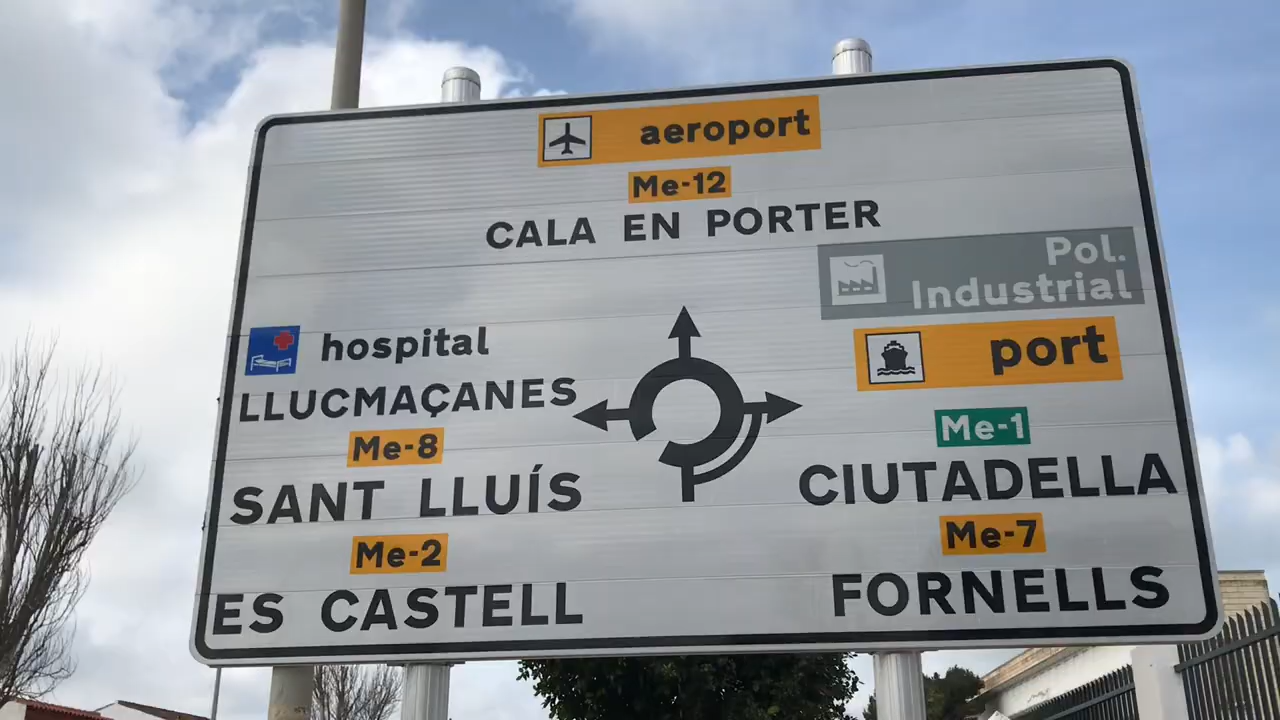 aeroport
Me-12
CALA EN PORTER
Pol.
Industrial
port
Me-1
CIUTADELLA
Me-7
FORNELLS
hospital
LLUCMAÇANES
Me-8
SANT LLUÍS
Me-2
ES CASTELL